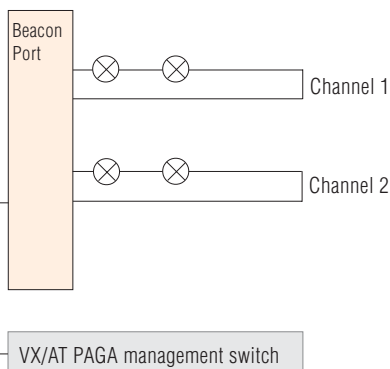 Beacon
Port
Channel 1
Channel 2
VX/AT PAGA management switch